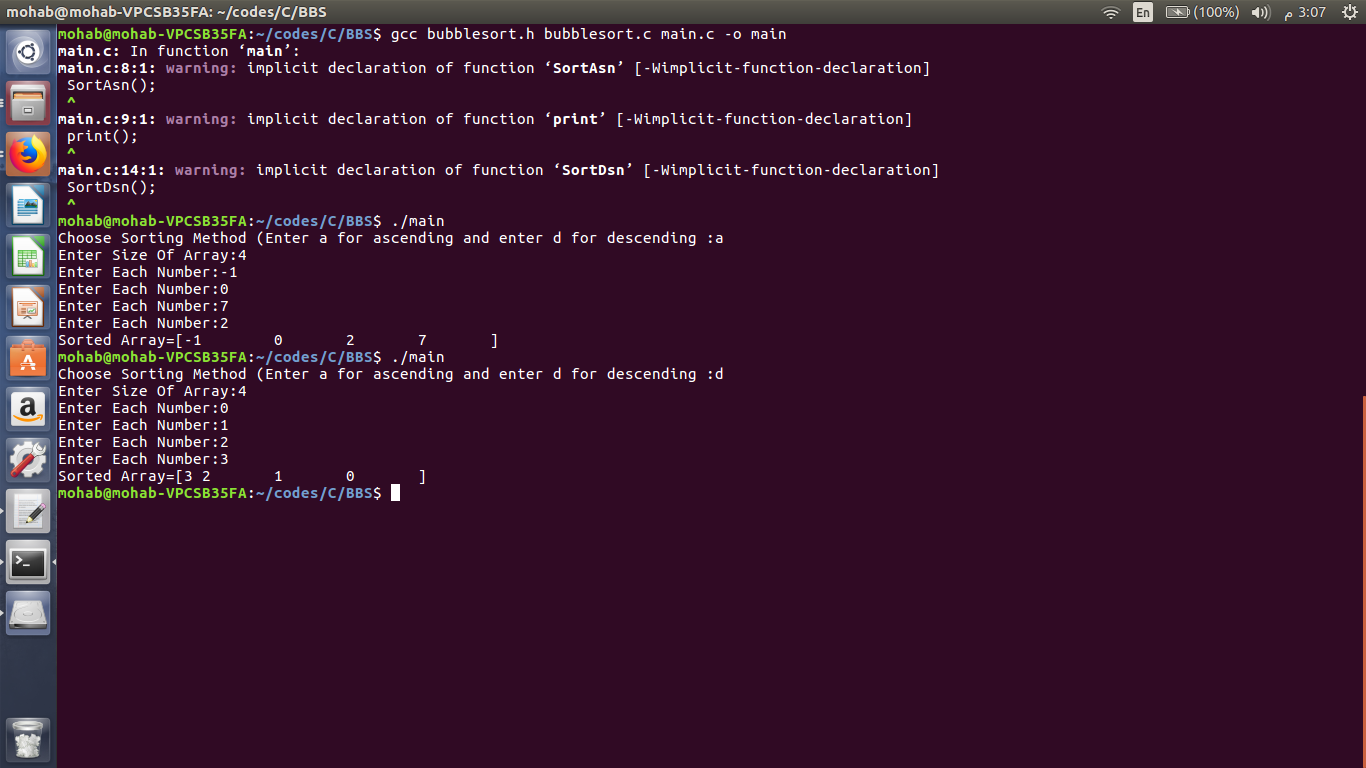 mohab@mohab-VPCSB35FA: ~/codes/C/BBS En (100%) 3:07 م
mohab@mohab-VPCSB35FA:~/codes/C/BBS$ gcc bubblesort.h bubblesort.c main.c -o main
main.c: In function ‘main’:
main.c:8:1: warning: implicit declaration of function ‘SortAsn’ [-Wimplicit-function-declaration]
 SortAsn();
 ^
main.c:9:1: warning: implicit declaration of function ‘print’ [-Wimplicit-function-declaration]
 print();
 ^
main.c:14:1: warning: implicit declaration of function ‘SortDsn’ [-Wimplicit-function-declaration]
 SortDsn();
 ^
mohab@mohab-VPCSB35FA:~/codes/C/BBS$ ./main
Choose Sorting Method (Enter a for ascending and enter d for descending :a
Enter Size Of Array:4
Enter Each Number:-1
Enter Each Number:0
Enter Each Number:7
Enter Each Number:2
Sorted Array=[-1        0       2       7       ]
mohab@mohab-VPCSB35FA:~/codes/C/BBS$ ./main
Choose Sorting Method (Enter a for ascending and enter d for descending :d
Enter Size Of Array:4
Enter Each Number:0
Enter Each Number:1
Enter Each Number:2
Enter Each Number:3
Sorted Array=[3 2       1       0       ]
mohab@mohab-VPCSB35FA:~/codes/C/BBS$